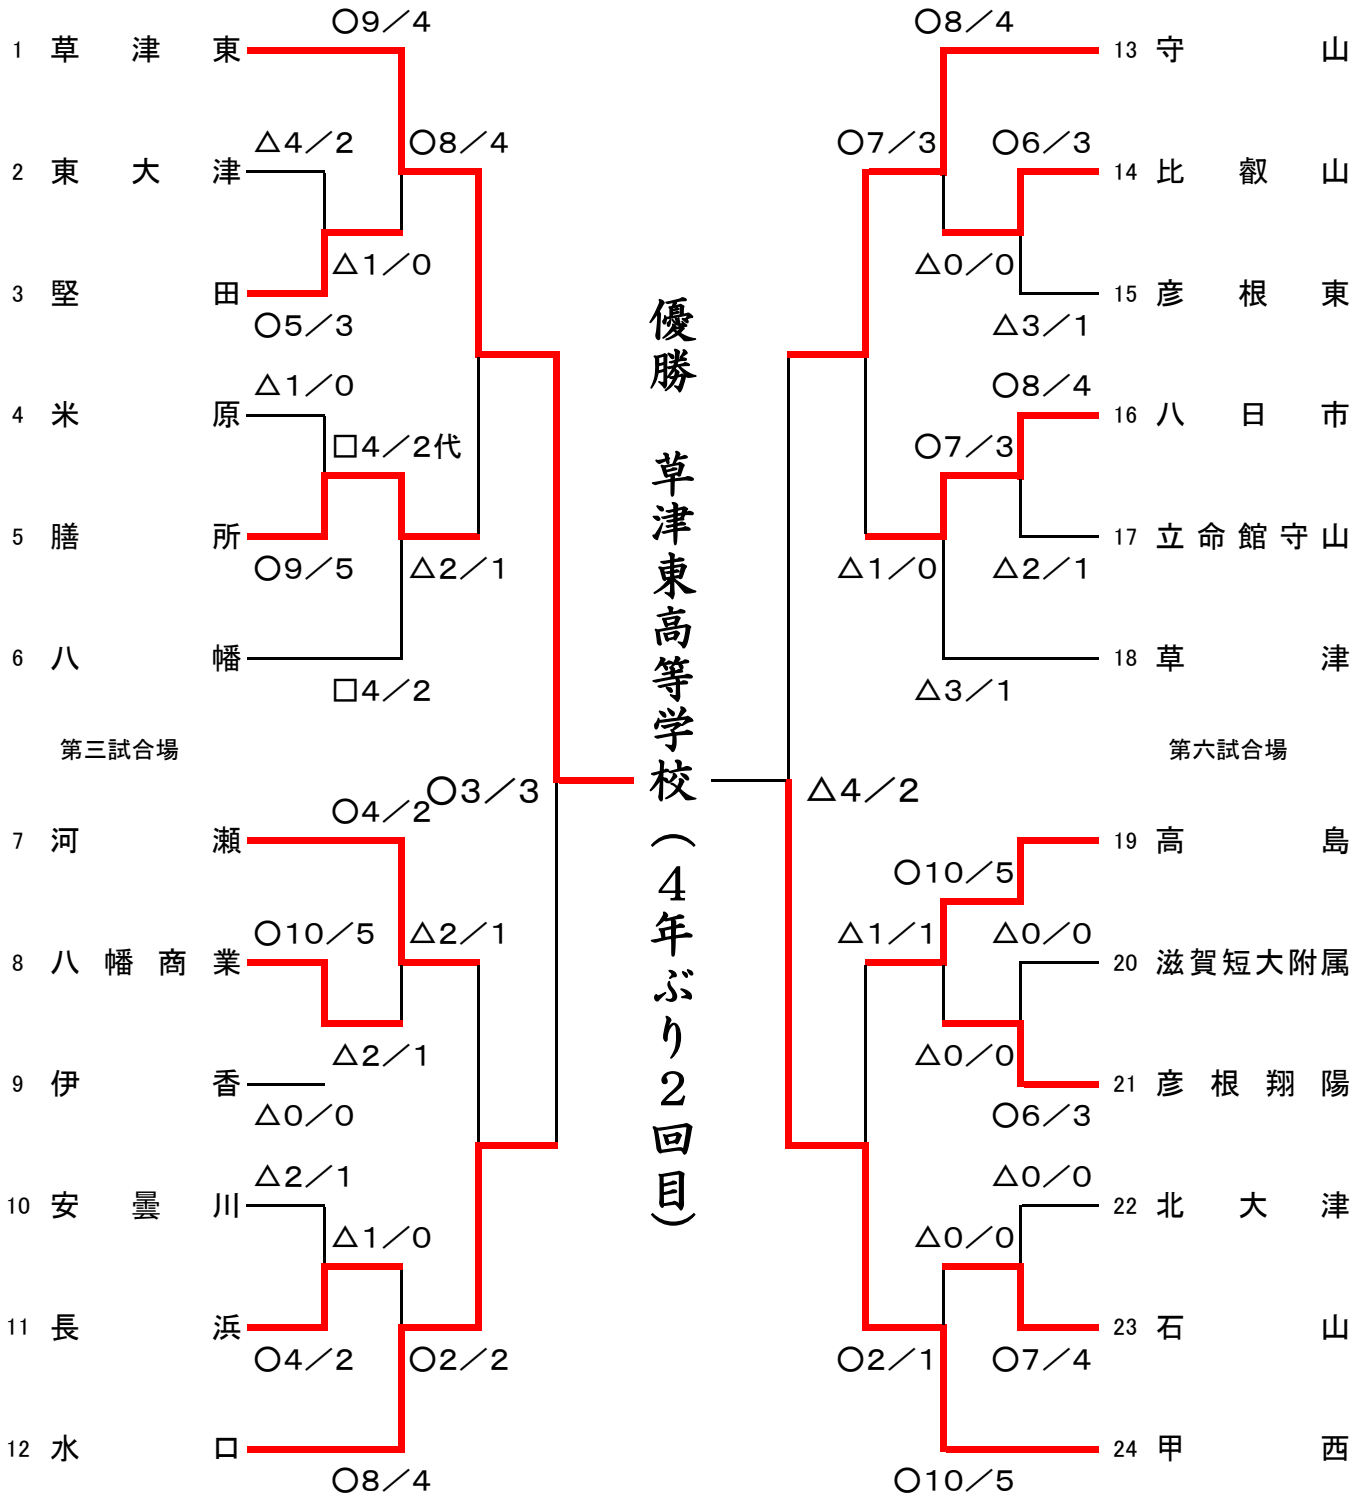 ○9／4
1 草津東
△4／2
○8／4
2 東大津
△1／0
3 堅田
○5／3
△1／0
4 米原
□4／2代
5 膳所
○9／5
△2／1
6 八幡
□4／2
第三試合場
○3／3
○4／2
7 河瀬
○10／5
△2／1
8 八幡商業
△2／1
9 伊香
△0／0
△2／1
10 安曇川
△1／0
11 長浜
○4／2
○2／2
12 水口
○8／4
優勝 草津東高等学校（4年ぶり2回目）
○8／4
13 守山
○7／3
○6／3
14 比叡山
△0／0
15 彦根東
△3／1
○8／4
16 八日市
○7／3
17 立命館守山
△1／0
△2／1
18 草津
△3／1
第六試合場
△4／2
19 高島
○10／5
△1／1
△0／0
20 滋賀短大附属
△0／0
21 彦根翔陽
○6／3
△0／0
22 北大津
△0／0
23 石山
○2／1
○7／4
24 甲西
○10／5